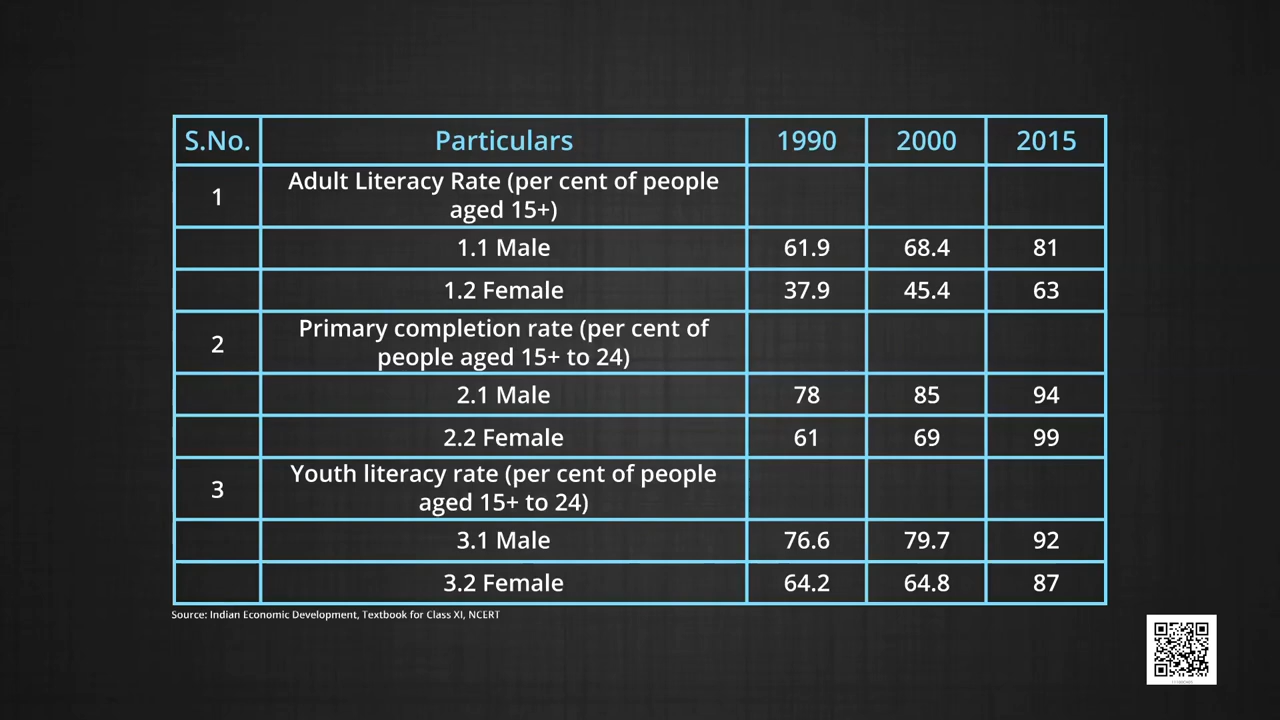 S.No. Particulars 1990 2000 2015
1 Adult Literacy Rate (per cent of people
aged 15+)
1.1 Male 61.9 68.4 81
1.2 Female 37.9 45.4 63
2 Primary completion rate (per cent of
people aged 15+ to 24)
2.1 Male 78 85 94
2.2 Female 61 69 99
3 Youth literacy rate (per cent of people
aged 15+ to 24)
3.1 Male 76.6 79.7 92
3.2 Female 64.2 64.8 87
Source: Indian Economic Development, Textbook for Class XI, NCERT